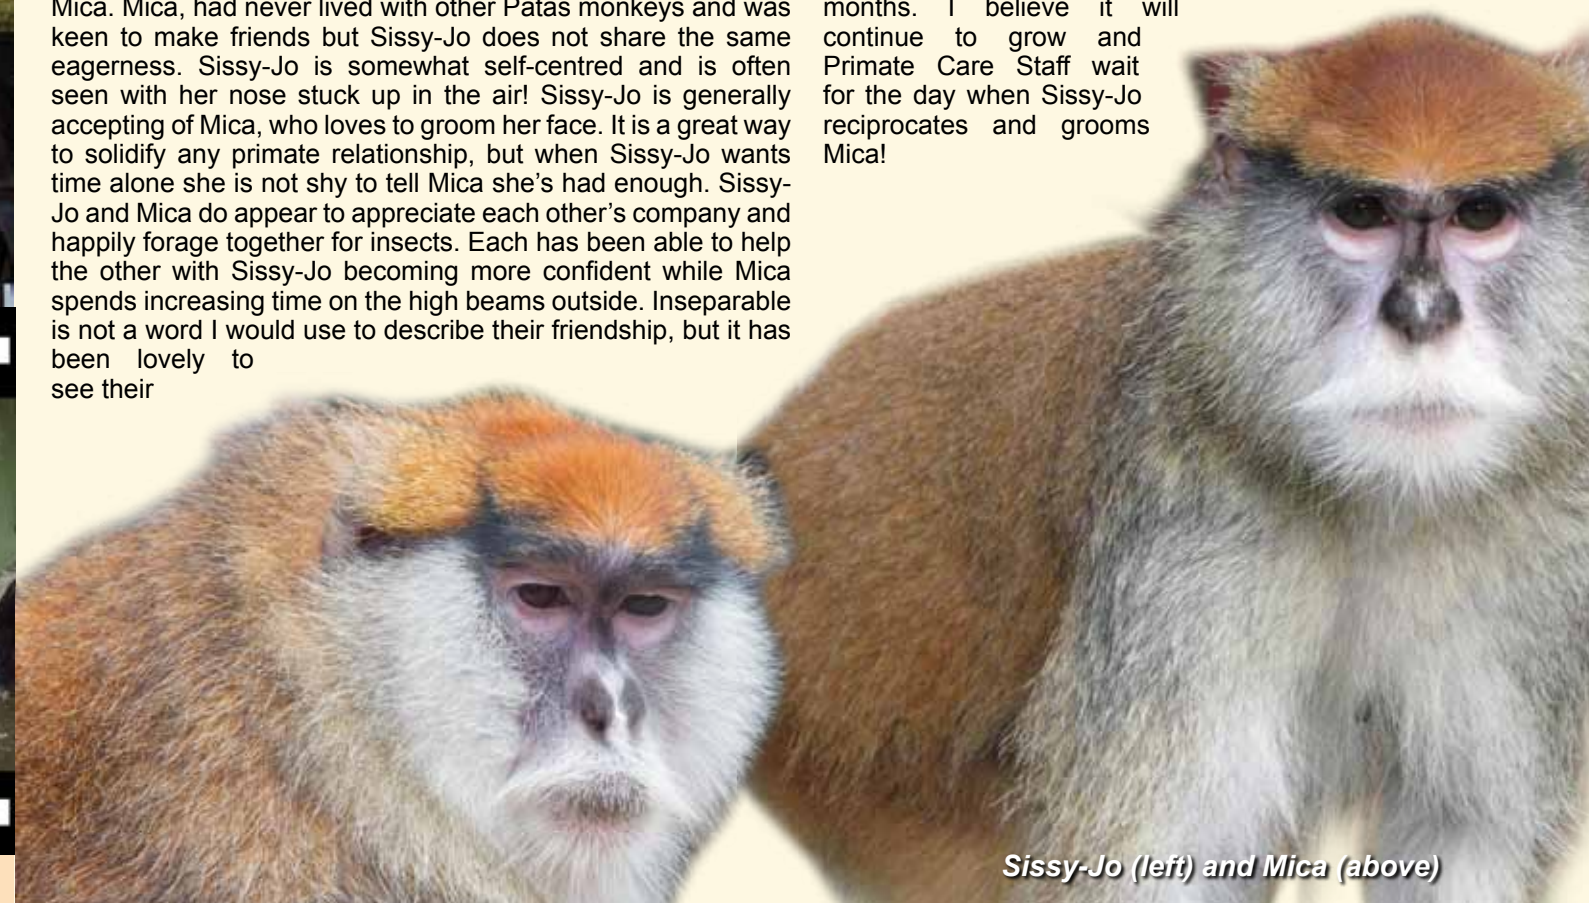 Mica. Mica, had never lived with other Patas monkeys and was
keen to make friends but Sissy-Jo does not share the same
eagerness. Sissy-Jo is somewhat self-centred and is often
seen with her nose stuck up in the air! Sissy-Jo is generally
accepting of Mica, who loves to groom her face. It is a great way
to solidify any primate relationship, but when Sissy-Jo wants
time alone she is not shy to tell Mica she’s had enough. Sissy-
Jo and Mica do appear to appreciate each other’s company and
happily forage together for insects. Each has been able to help
the other with Sissy-Jo becoming more confident while Mica
spends increasing time on the high beams outside. Inseparable
is not a word I would use to describe their friendship, but it has
been lovely to
see their
months. I believe it will
continue to grow and
Primate Care Staff wait
for the day when Sissy-Jo
reciprocates and grooms
Mica!
Sissy-Jo (left) and Mica (above)